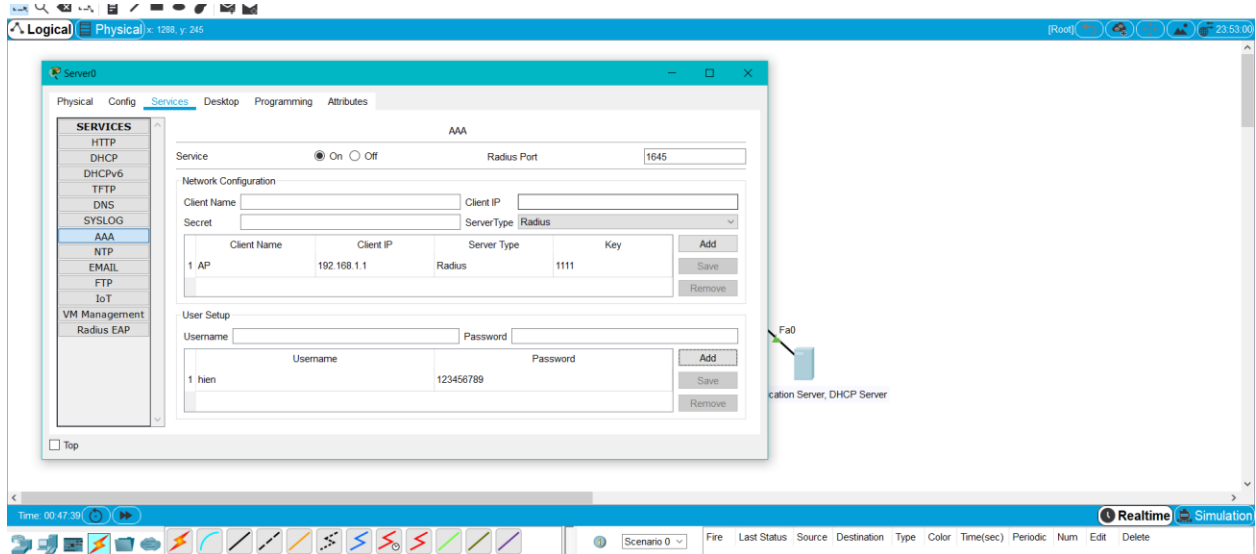 Logical Physical x: 1288, y: 245 [Root] 23:53:00
Server0
Physical Config Services Desktop Programming Attributes
SERVICES
HTTP
DHCP
DHCPv6
TFTP
DNS
SYSLOG
AAA
NTP
EMAIL
FTP
IoT
VM Management
Radius EAP
AAA
Service On Off Radius Port 1645
Network Configuration
Client Name Client IP
Secret ServerType Radius
Client Name Client IP Server Type Key Add
1 AP 192.168.1.1 Radius 1111 Save
Remove
User Setup
Username Password
Username Password Add
1 hien 123456789 Save
Remove
Top
Fa0
cation Server, DHCP Server
Time: 00:47:39 Realtime Simulation
Scenario 0 Fire Last Status Source Destination Type Color Time(sec) Periodic Num Edit Delete